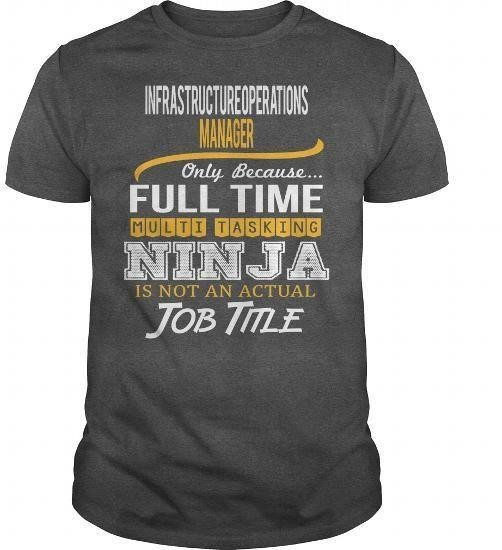 INFRASTRUCTUREOPERATIONS
MANAGER
Only Because...
FULL TIME
MULTI TASKING
NINJA
IS NOT AN ACTUAL
JOB TITLE